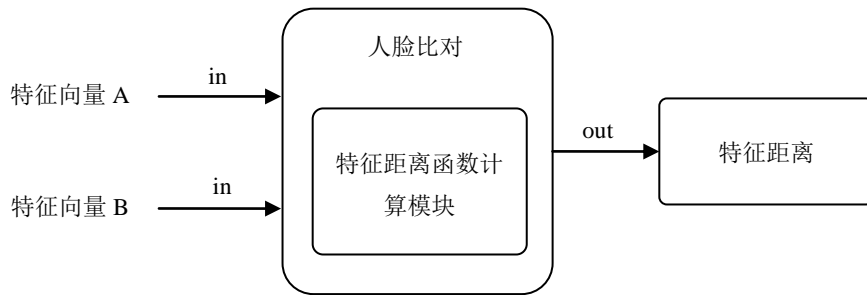 人脸比对
特征向量 A
in
特征距离函数计
算模块
out
特征距离
特征向量 B
in